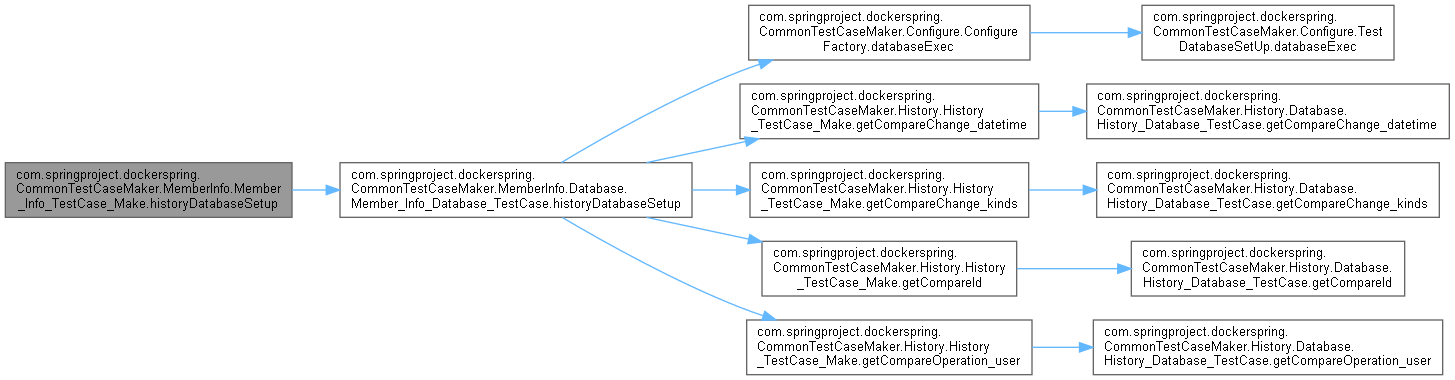 com.springproject.dockerspring.
CommonTestCaseMaker.MemberInfo.Member
_Info_TestCase_Make.historyDatabaseSetup
com.springproject.dockerspring.
CommonTestCaseMaker.MemberInfo.Database.
Member_Info_Database_TestCase.historyDatabaseSetup
com.springproject.dockerspring.
CommonTestCaseMaker.Configure.Configure
Factory.databaseExec
com.springproject.dockerspring.
CommonTestCaseMaker.Configure.Test
DatabaseSetUp.databaseExec
com.springproject.dockerspring.
CommonTestCaseMaker.History.History
_TestCase_Make.getCompareChange_datetime
com.springproject.dockerspring.
CommonTestCaseMaker.History.Database.
History_Database_TestCase.getCompareChange_datetime
com.springproject.dockerspring.
CommonTestCaseMaker.History.History
_TestCase_Make.getCompareChange_kinds
com.springproject.dockerspring.
CommonTestCaseMaker.History.Database.
History_Database_TestCase.getCompareChange_kinds
com.springproject.dockerspring.
CommonTestCaseMaker.History.History
_TestCase_Make.getCompareId
com.springproject.dockerspring.
CommonTestCaseMaker.History.Database.
History_Database_TestCase.getCompareId
com.springproject.dockerspring.
CommonTestCaseMaker.History.History
_TestCase_Make.getCompareOperation_user
com.springproject.dockerspring.
CommonTestCaseMaker.History.Database.
History_Database_TestCase.getCompareOperation_user